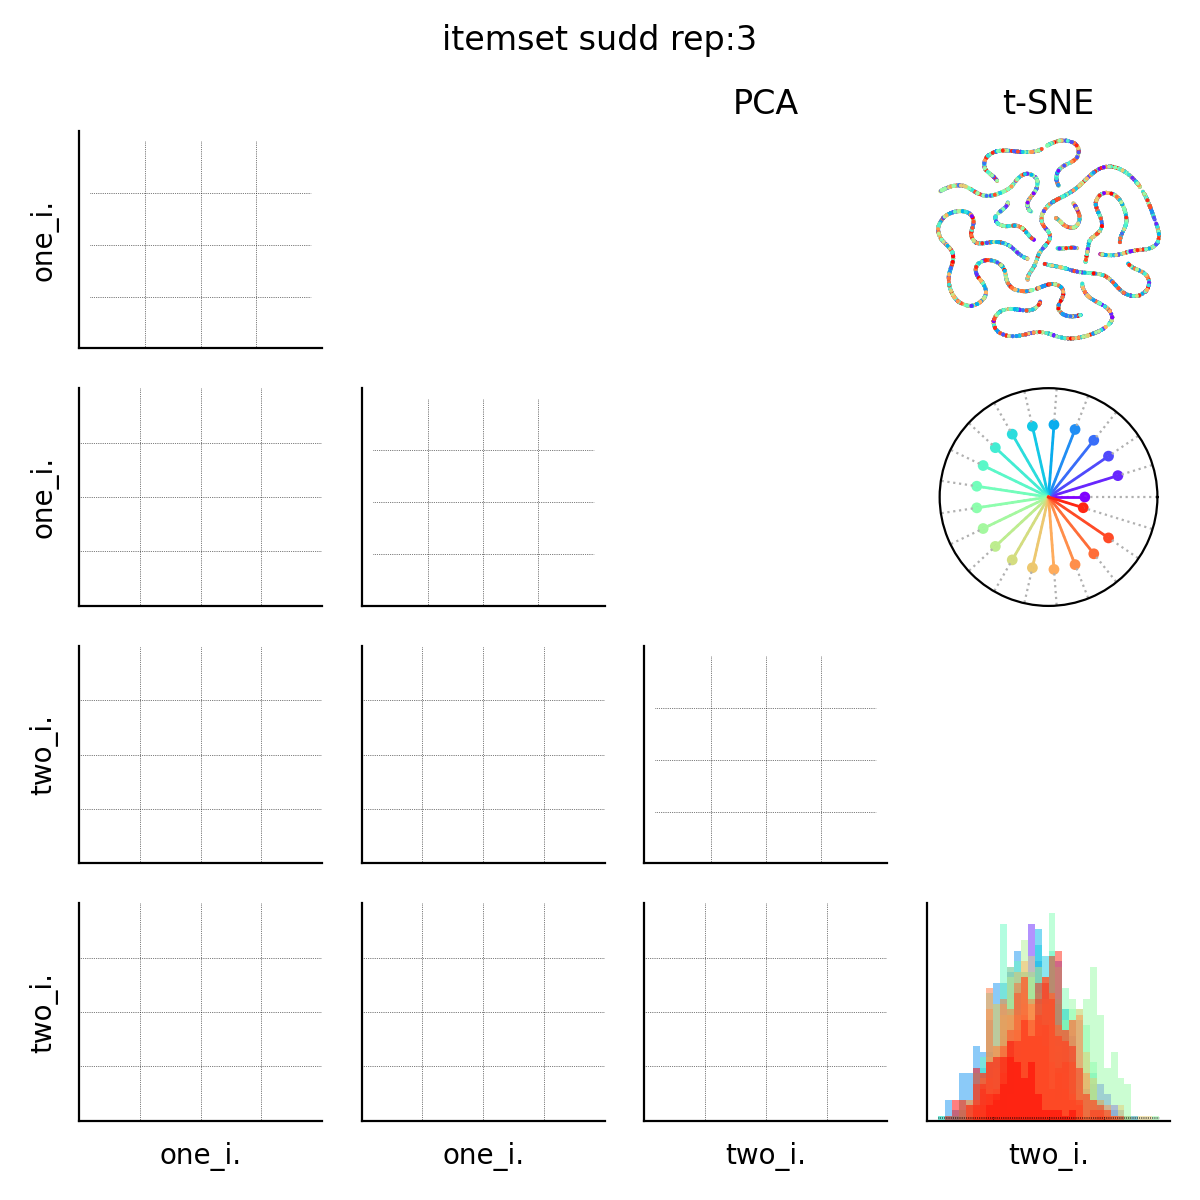 itemset sudd rep:3
PCA
t-SNE
one_i.
one_i.
two_i.
two_i.
one_i.
one_i.
two_i.
two_i.